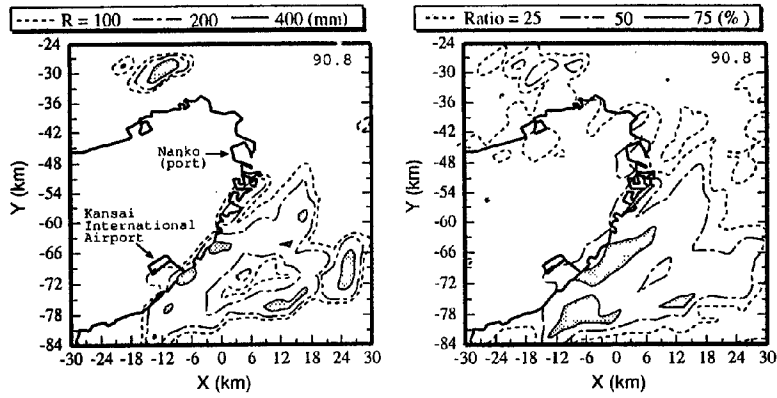 R = 100 200 400 (mm)
-24
-30
-36
-42
-48
-54
-60
-66
-72
-78
-84
Y (km)
90.8
Nanko
(port)
Kansai
International
Airport
-30 -24 -18 -12 -6 0 6 12 18 24 30
X (km)
Ratio = 25 50 75 (%)
-24
-30
-36
-42
-48
-54
-60
-66
-72
-78
-84
Y (km)
90.8
-30 -24 -18 -12 -6 0 6 12 18 24 30
X (km)